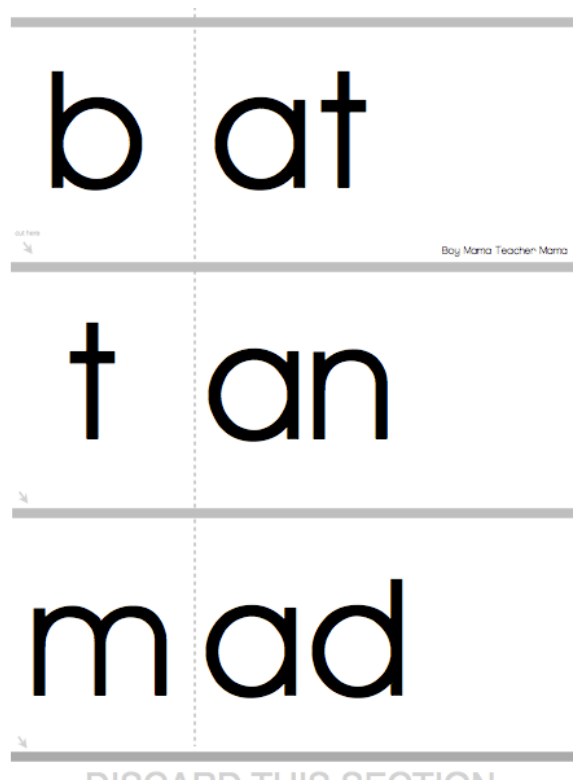 b at
cut here
Boy Mama Teacher Mama
t an
m ad
DISCARD THIS SECTION